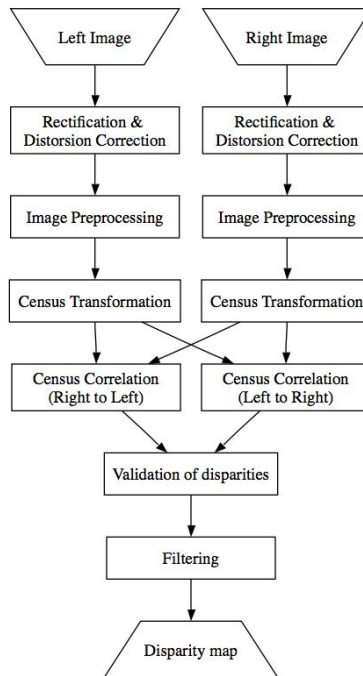 Left Image
Right Image
Rectification &
Distorsion Correction
Rectification &
Distorsion Correction
Image Preprocessing
Image Preprocessing
Census Transformation
Census Transformation
Census Correlation
(Right to Left)
Census Correlation
(Left to Right)
Validation of disparities
Filtering
Disparity map